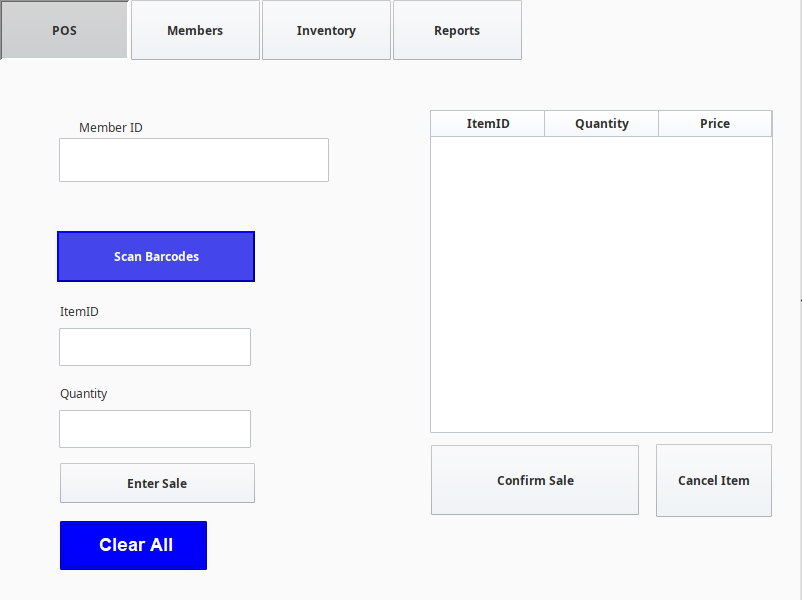 POS
Members
Inventory
Reports
Member ID
Scan Barcodes
ItemID
Quantity
Enter Sale
Clear All
ItemID Quantity Price
Confirm Sale
Cancel Item